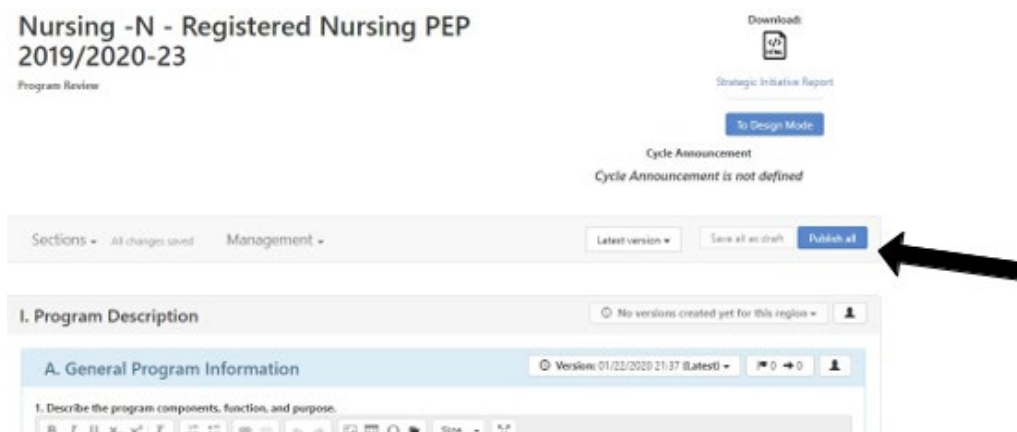 Nursing -N - Registered Nursing PEP
2019/2020-23
Program Review
Download:
HTML
Strategic Initiative Report
To Design Mode
Cycle Announcement
Cycle Announcement is not defined
Sections All changes saved Management Latest version Save all as draft Publish all
I. Program Description No versions created yet for this region
A. General Program Information Version: 01/22/2020 21:37 (Latest) 0 0
1. Describe the program components, function, and purpose.
B I U Size